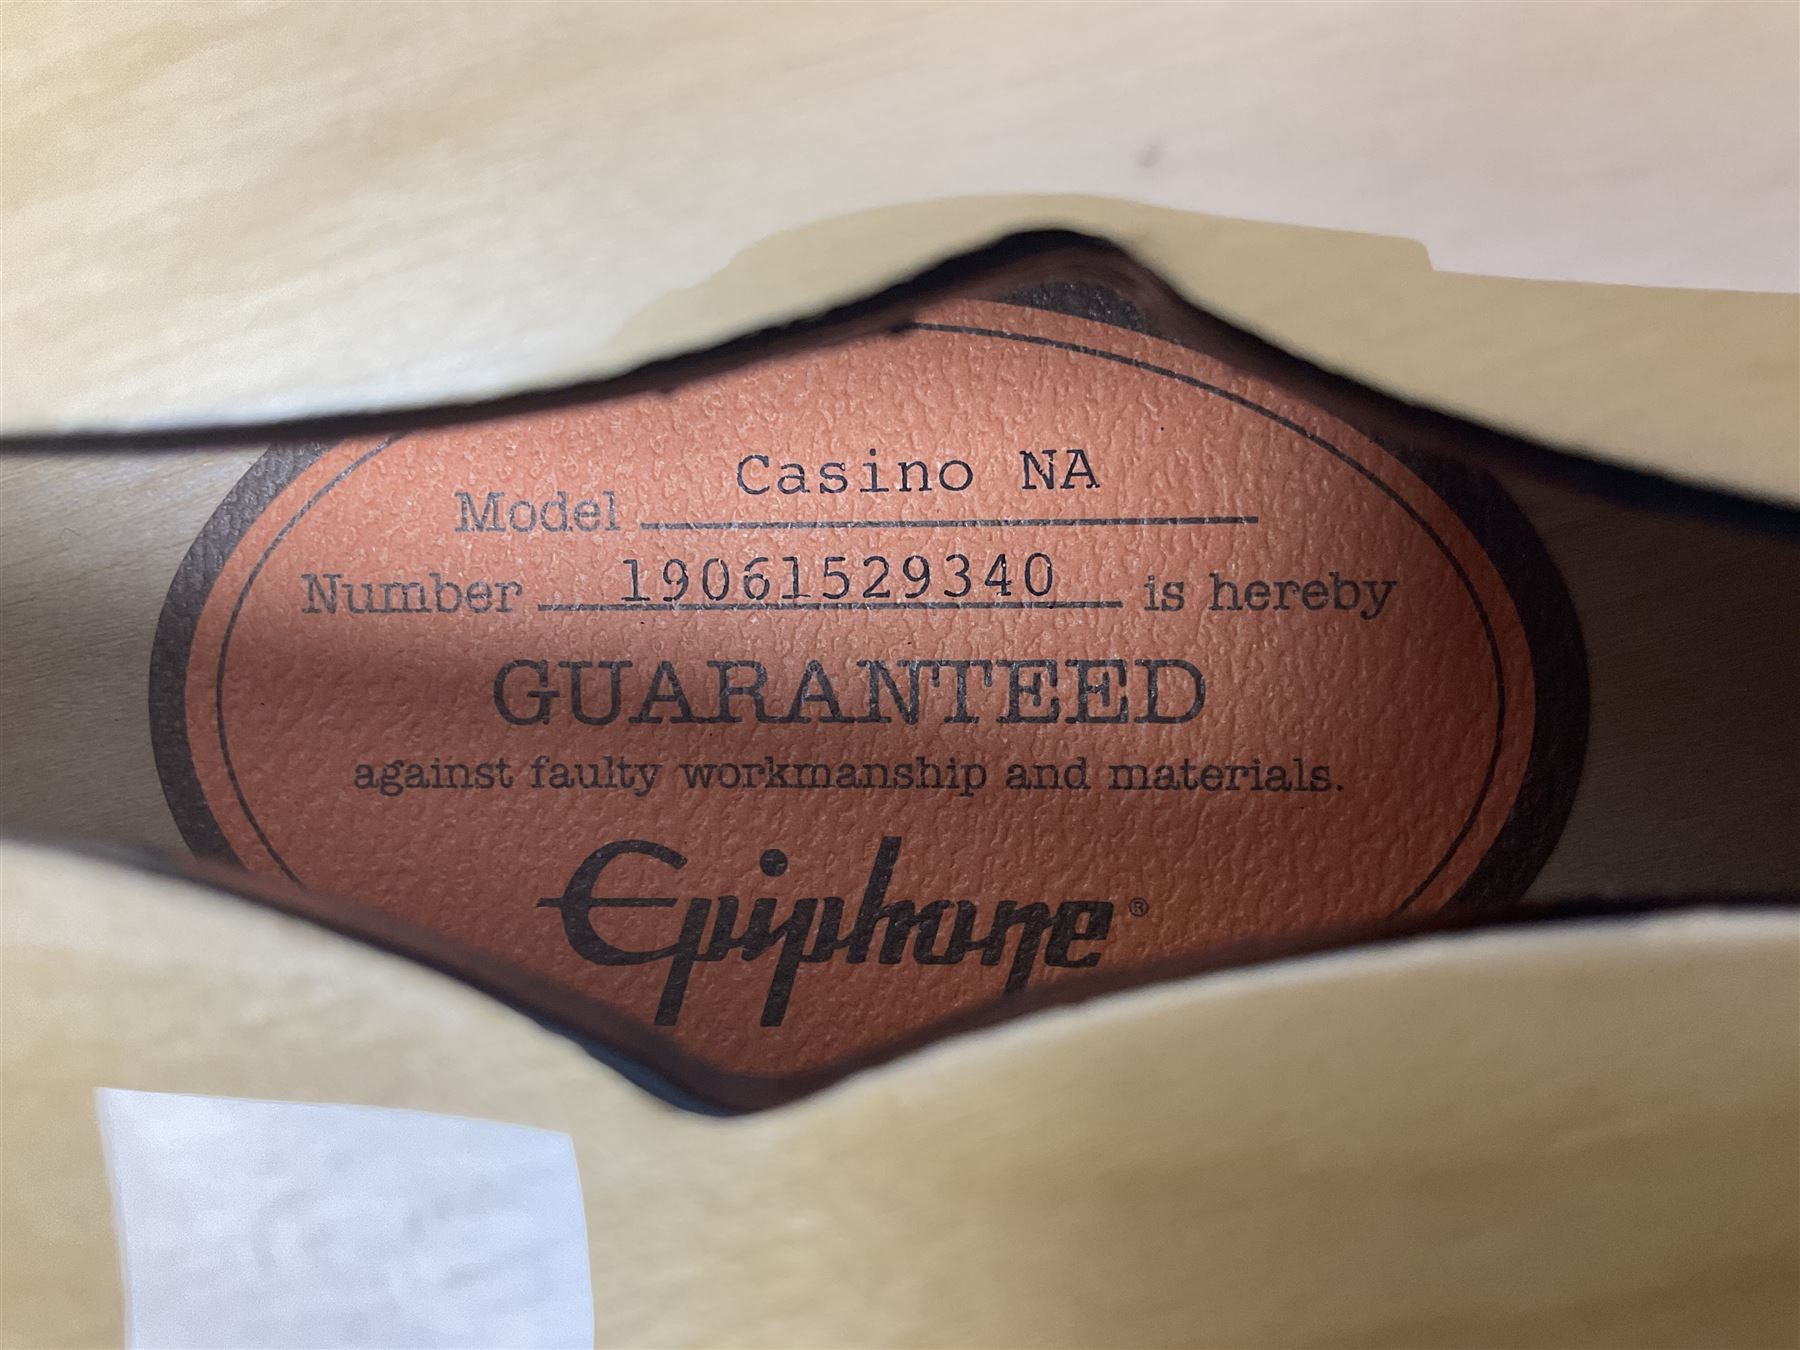 Model Casino NA
Number 19061529340 is hereby
GUARANTEED
against faulty workmanship and materials.
Epiphone®